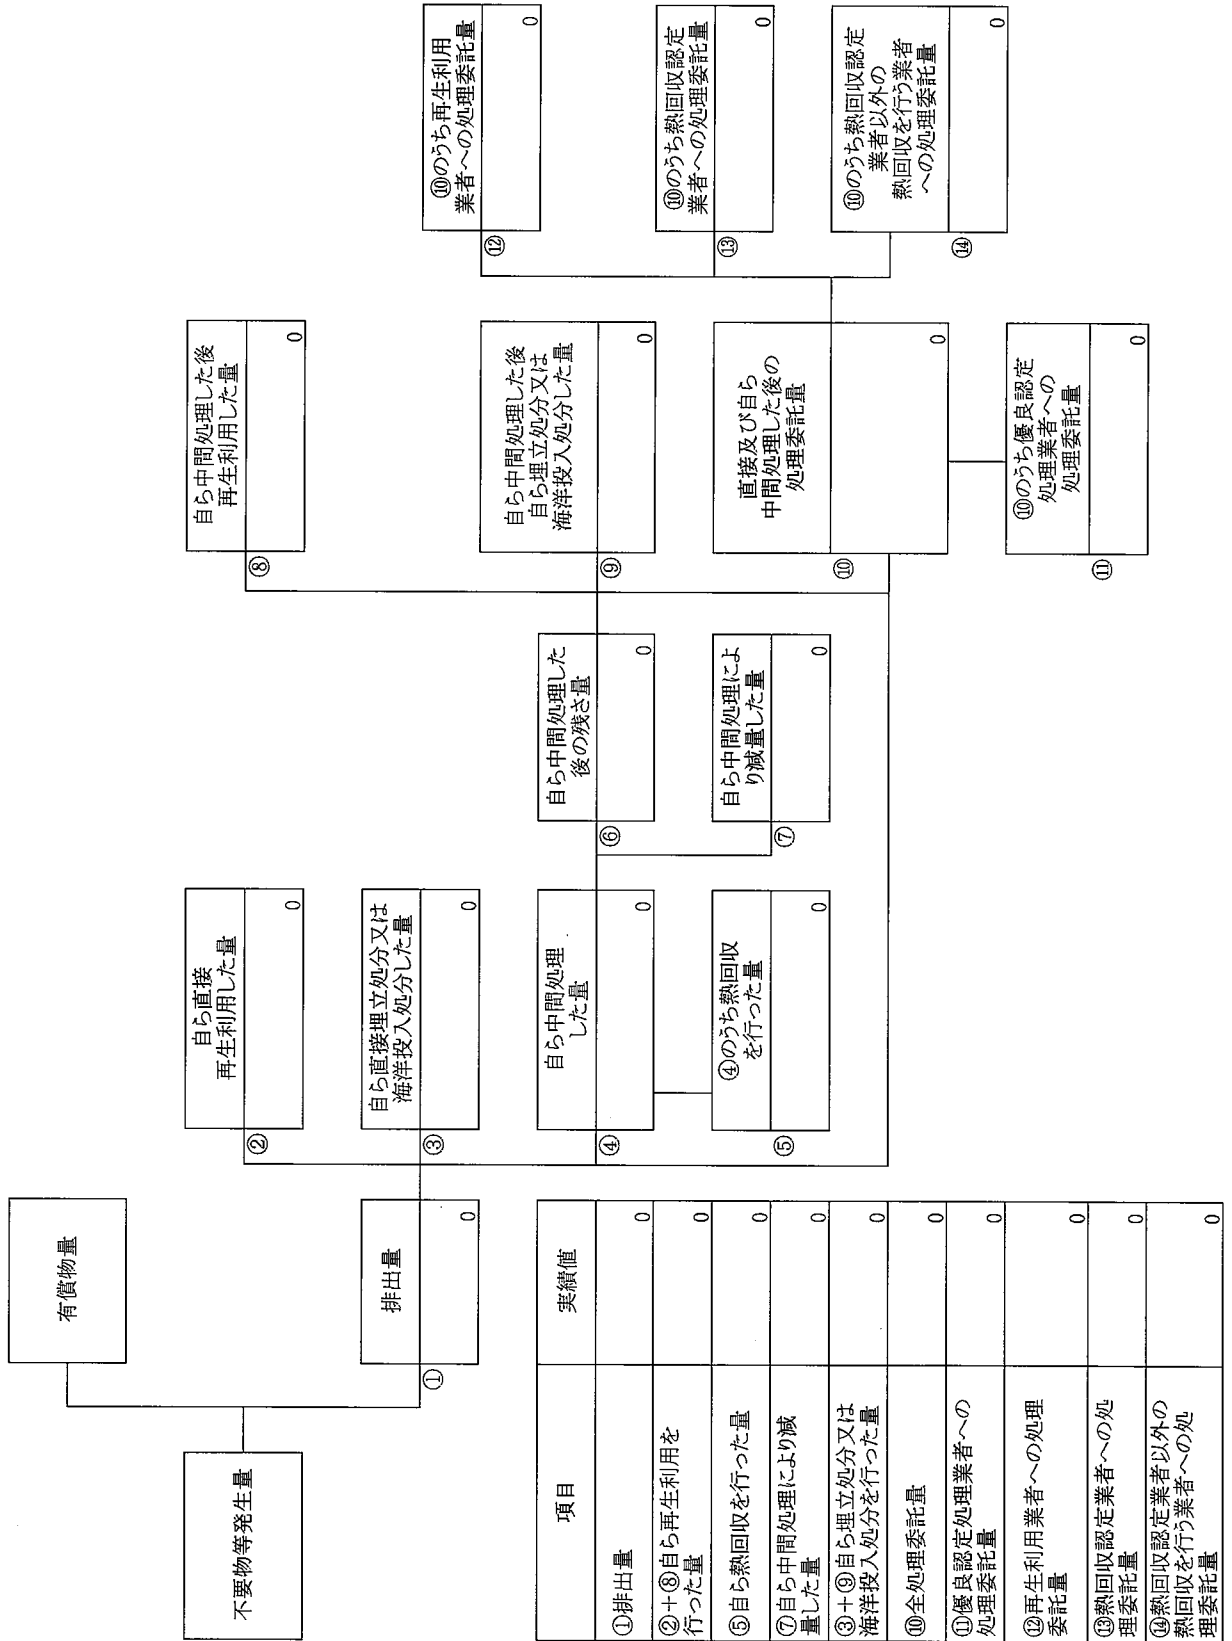 不要物等発生量
有償物量
排出量
①
0
自ら直接
再生利用した量
②
0
自ら直接埋立処分又は
海洋投入処分した量
③
0
自ら中間処理
した量
④
0
④のうち熱回収
を行った量
⑤
0
自ら中間処理した
後の残さ量
⑥
0
自ら中間処理によ
り減量した量
⑦
0
自ら中間処理した後
再生利用した量
⑧
0
自ら中間処理した後
自ら埋立処分又は
海洋投入処分した量
⑨
0
直接及び自ら
中間処理した後の
処理委託量
⑩
0
⑩のうち優良認定
処理業者への
処理委託量
⑪
0
⑩のうち再生利用
業者への処理委託量
⑫
0
⑩のうち熱回収認定
業者への処理委託量
⑬
0
⑩のうち熱回収認定
業者以外の
熱回収を行う業者
への処理委託量
⑭
0
項目 実績値
①排出量 0
②+⑧自ら再生利用を
行った量 0
⑤自ら熱回収を行った量 0
⑦自ら中間処理により減
量した量 0
③+⑨自ら埋立処分又は
海洋投入処分を行った量 0
⑩全処理委託量 0
⑪優良認定処理業者への
処理委託量 0
⑫再生利用業者への処理
委託量 0
⑬熱回収認定業者への処
理委託量 0
⑭熱回収認定業者以外の
熱回収を行う業者への処
理委託量 0